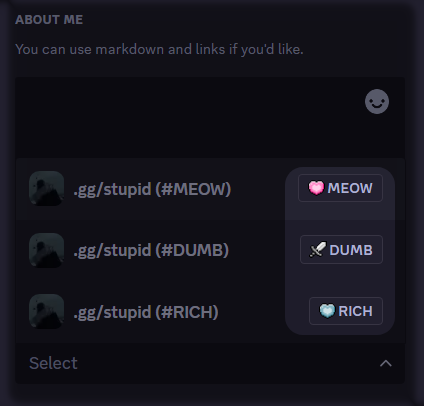 ABOUT ME
You can use markdown and links if you'd like.
.gg/stupid (#MEOW) MEOW
.gg/stupid (#DUMB) DUMB
.gg/stupid (#RICH) RICH
Select